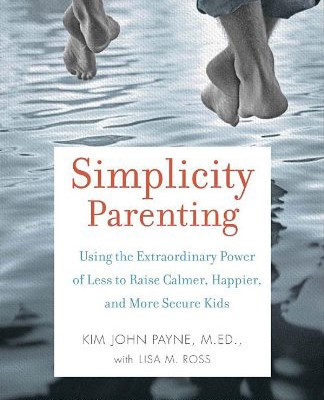 Simplicity
Parenting
Using the Extraordinary Power
of Less to Raise Calmer, Happier,
and More Secure Kids
KIM JOHN PAYNE, M.ED.,
with LISA M. ROSS